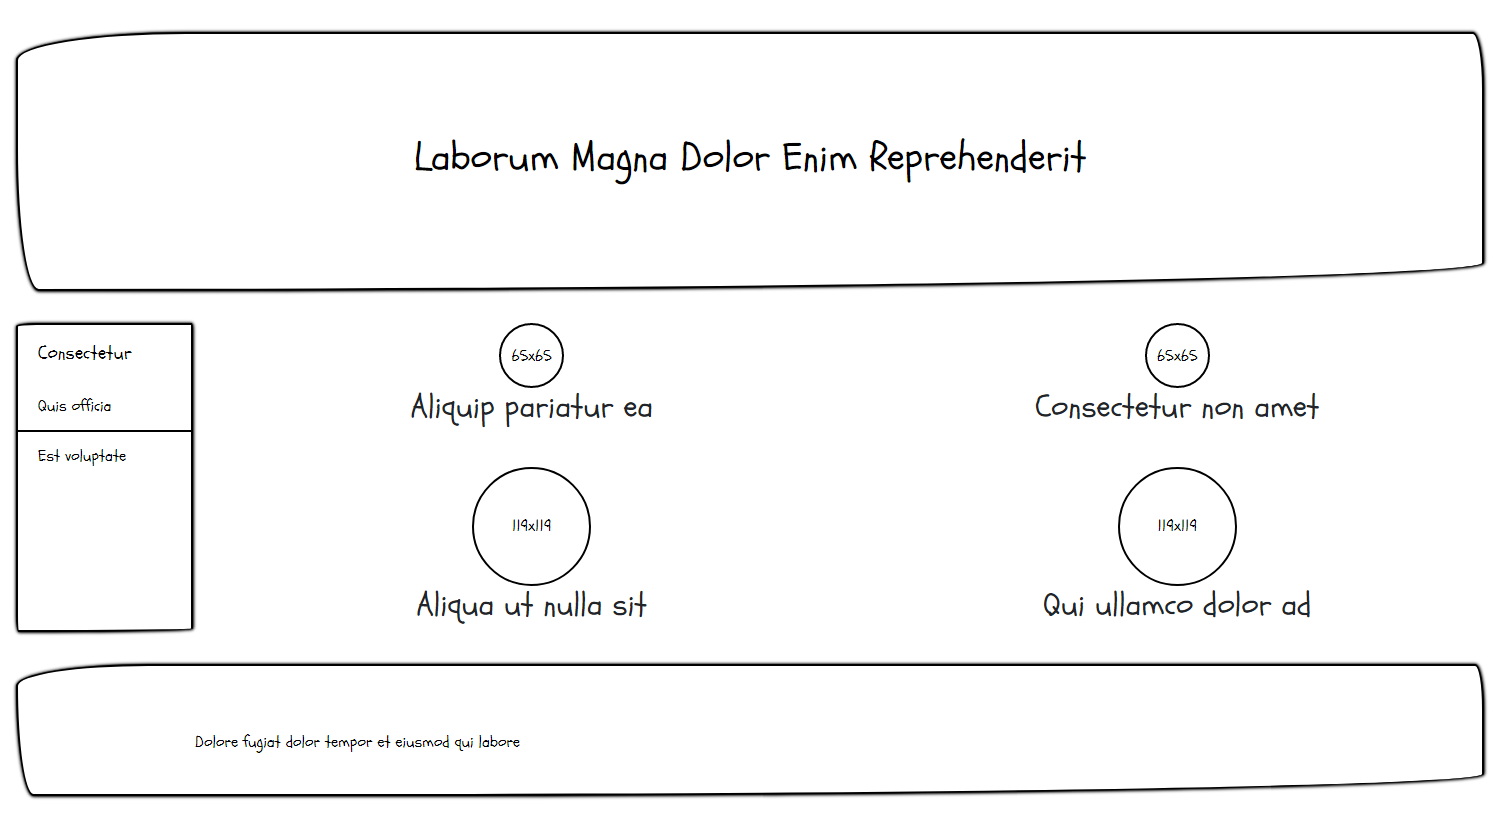 Laborum Magna Dolor Enim Reprehenderit
Consectetur
Quis officia
Est voluptate
65x65
Aliquip pariatur ea
65x65
Consectetur non amet
119x119
Aliqua ut nulla sit
119x119
Qui ullamco dolor ad
Dolore fugiat dolor tempor et eiusmod qui labore